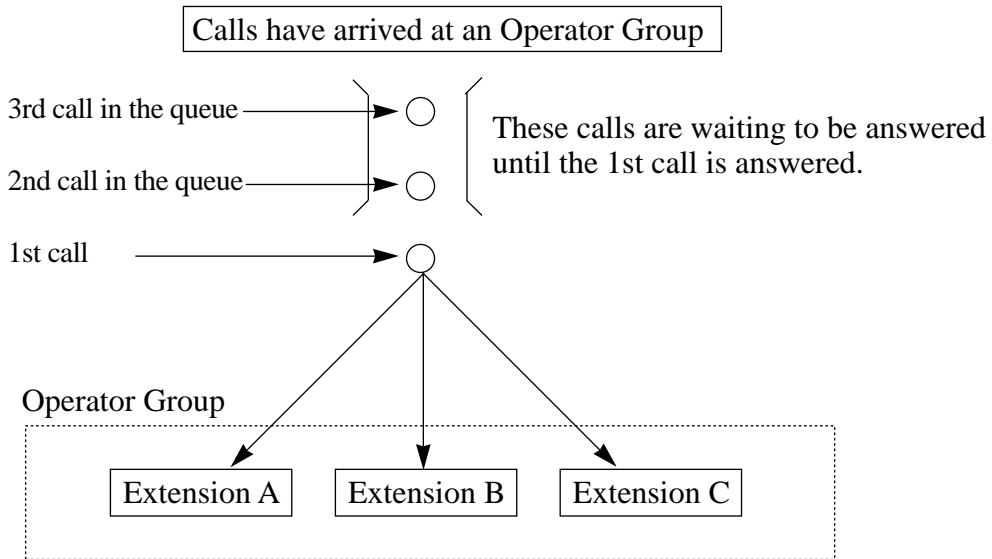 Calls have arrived at an Operator Group
3rd call in the queue
These calls are waiting to be answered
until the 1st call is answered.
2nd call in the queue
1st call
Operator Group
Extension A
Extension B
Extension C